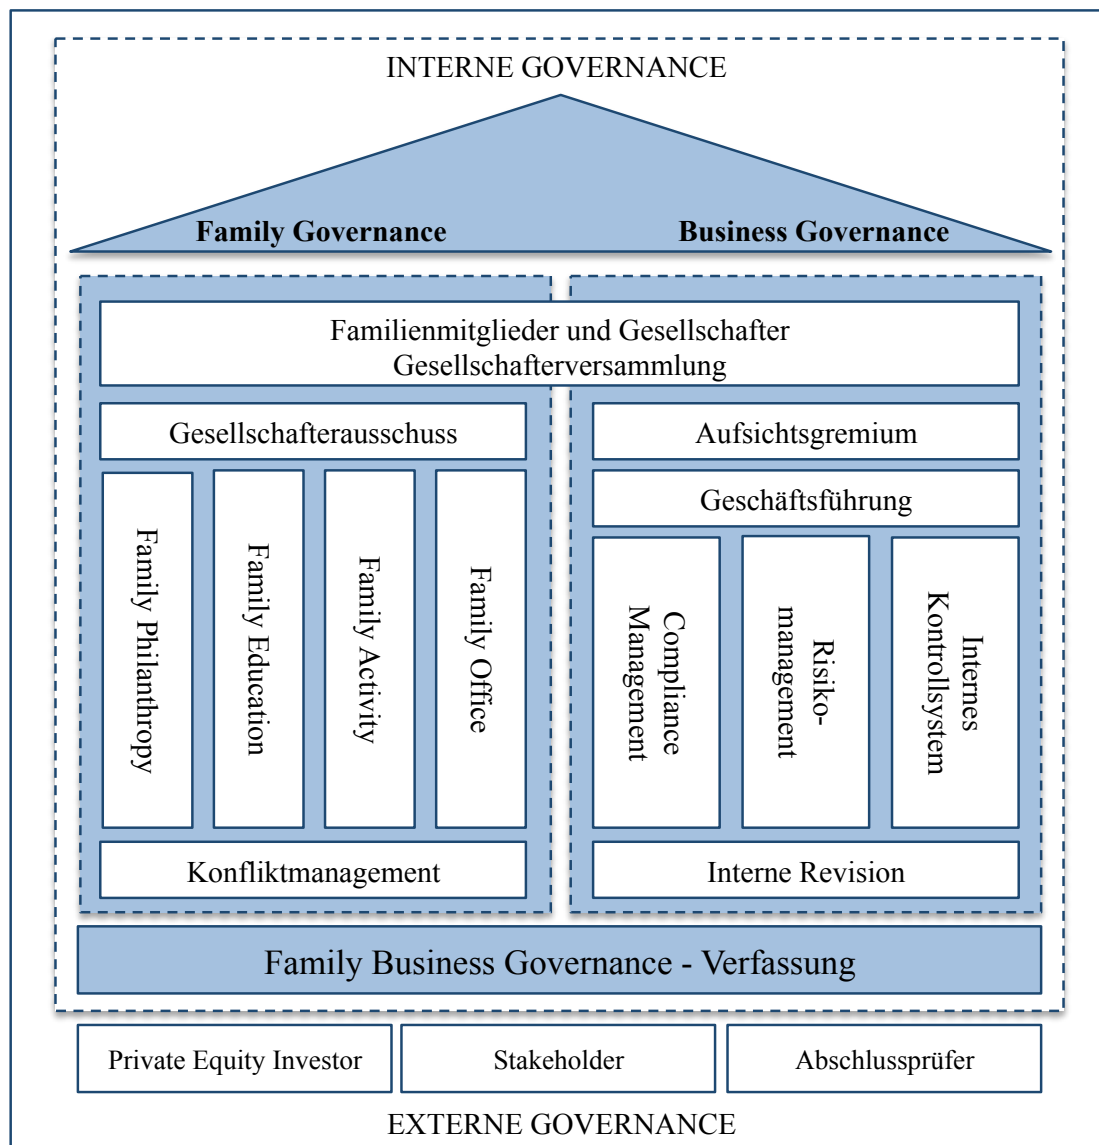 INTERNE GOVERNANCE
Family Governance
Business Governance
Familienmitglieder und Gesellschafter
Gesellschafterversammlung
Gesellschafterausschuss
Family Philanthropy
Family Education
Family Activity
Family Office
Konfliktmanagement
Aufsichtsgremium
Geschäftsführung
Compliance
Management
Risiko-
management
Internes
Kontrollsystem
Interne Revision
Family Business Governance - Verfassung
Private Equity Investor
Stakeholder
Abschlussprüfer
EXTERNE GOVERNANCE